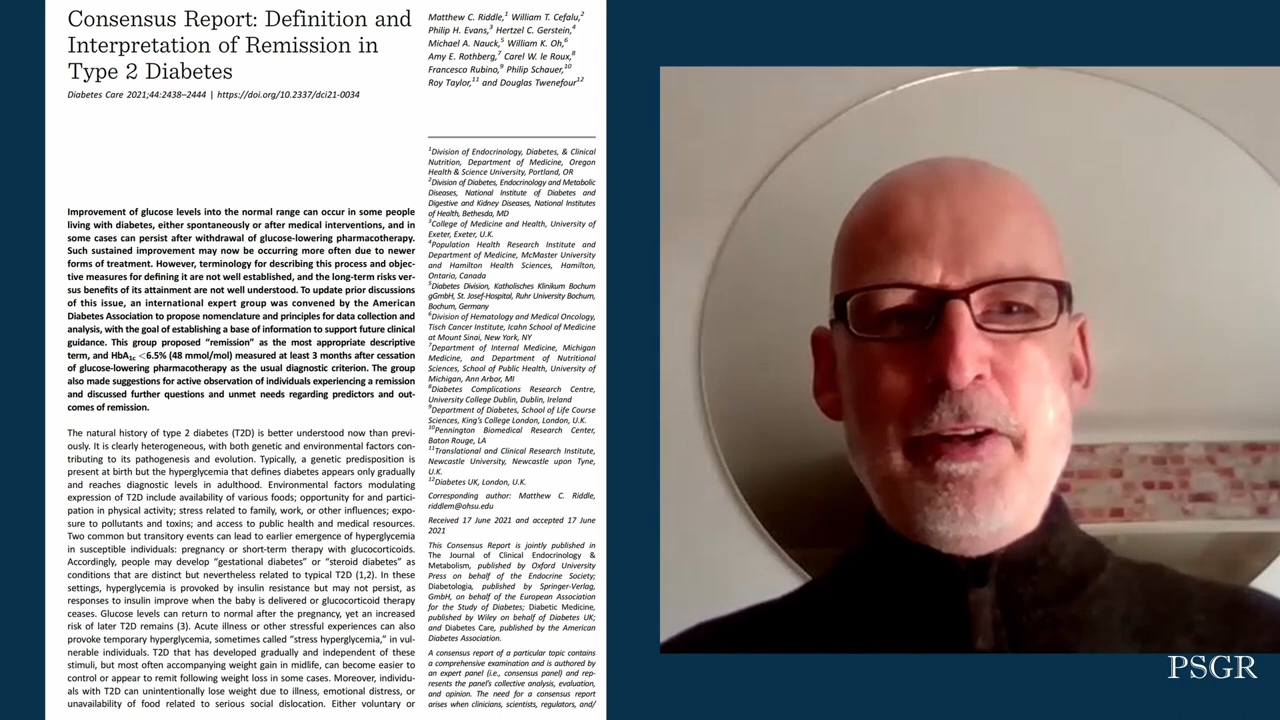 Consensus Report: Definition and
Interpretation of Remission in
Type 2 Diabetes
Diabetes Care 2021;44:2438–2444 | https://doi.org/10.2337/dci21-0034
Matthew C. Riddle,1 William T. Cefalu,2
Philip H. Evans,3 Hertzel C. Gerstein,4
Michael A. Nauck,5 William K. Oh,6
Amy E. Rothberg,7 Carel W. le Roux,8
Francesco Rubino,9 Philip Schauer,10
Roy Taylor,11 and Douglas Twenefour12
Improvement of glucose levels into the normal range can occur in some people
living with diabetes, either spontaneously or after medical interventions, and in
some cases can persist after withdrawal of glucose-lowering pharmacotherapy.
Such sustained improvement may now be occurring more often due to newer
forms of treatment. However, terminology for describing this process and objec-
tive measures for defining it are not well established, and the long-term risks ver-
sus benefits of its attainment are not well understood. To update prior discussions
of this issue, an international expert group was convened by the American
Diabetes Association to propose nomenclature and principles for data collection and
analysis, with the goal of establishing a base of information to support future clinical
guidance. This group proposed “remission” as the most appropriate descriptive
term, and HbA1c <6.5% (48 mmol/mol) measured at least 3 months after cessation
of glucose-lowering pharmacotherapy as the usual diagnostic criterion. The group
also made suggestions for active observation of individuals experiencing a remission
and discussed further questions and unmet needs regarding predictors and out-
comes of remission.
The natural history of type 2 diabetes (T2D) is better understood now than previ-
ously. It is clearly heterogeneous, with both genetic and environmental factors con-
tributing to its pathogenesis and evolution. Typically, a genetic predisposition is
present at birth but the hyperglycemia that defines diabetes appears only gradually
and reaches diagnostic levels in adulthood. Environmental factors modulating
expression of T2D include availability of various foods; opportunity for and partici-
pation in physical activity; stress related to family, work, or other influences; expo-
sure to pollutants and toxins; and access to public health and medical resources.
Two common but transitory events can lead to earlier emergence of hyperglycemia
in susceptible individuals: pregnancy or short-term therapy with glucocorticoids.
Accordingly, people may develop “gestational diabetes” or “steroid diabetes” as
conditions that are distinct but nevertheless related to typical T2D (1,2). In these
settings, hyperglycemia is provoked by insulin resistance but may not persist, as
responses to insulin improve when the baby is delivered or glucocorticoid therapy
ceases. Glucose levels can return to normal after the pregnancy, yet an increased
risk of later T2D remains (3). Acute illness or other stressful experiences can also
provoke temporary hyperglycemia, sometimes called “stress hyperglycemia,” in vul-
nerable individuals. T2D that has developed gradually and independent of these
stimuli, but most often accompanying weight gain in midlife, can become easier to
control or appear to remit following weight loss in some cases. Moreover, individu-
als with T2D can unintentionally lose weight due to illness, emotional distress, or
unavailability of food related to serious social dislocation. Either voluntary or
1Division of Endocrinology, Diabetes, & Clinical
Nutrition, Department of Medicine, Oregon
Health & Science University, Portland, OR
2Division of Diabetes, Endocrinology and Metabolic
Diseases, National Institute of Diabetes and
Digestive and Kidney Diseases, National Institutes
of Health, Bethesda, MD
3College of Medicine and Health, University of
Exeter, Exeter, U.K.
4Population Health Research Institute and
Department of Medicine, McMaster University
and Hamilton Health Sciences, Hamilton,
Ontario, Canada
5Diabetes Division, Katholisches Klinikum Bochum
gGmbH, St. Josef-Hospital, Ruhr University Bochum,
Bochum, Germany
6Division of Hematology and Medical Oncology,
Tisch Cancer Institute, Icahn School of Medicine
at Mount Sinai, New York, NY
7Department of Internal Medicine, Michigan
Medicine, and Department of Nutritional
Sciences, School of Public Health, University of
Michigan, Ann Arbor, MI
8Diabetes Complications Research Centre,
University College Dublin, Dublin, Ireland
9Department of Diabetes, School of Life Course
Sciences, King’s College London, London, U.K.
10Pennington Biomedical Research Center,
Baton Rouge, LA
11Translational and Clinical Research Institute,
Newcastle University, Newcastle upon Tyne,
U.K.
12Diabetes UK, London, U.K.
Corresponding author: Matthew C. Riddle,
riddlem@ohsu.edu
Received 17 June 2021 and accepted 17 June
2021
This Consensus Report is jointly published in
The Journal of Clinical Endocrinology &
Metabolism, published by Oxford University
Press on behalf of the Endocrine Society;
Diabetologia, published by Springer-Verlag,
GmbH, on behalf of the European Association
for the Study of Diabetes; Diabetic Medicine,
published by Wiley on behalf of Diabetes UK;
and Diabetes Care, published by the American
Diabetes Association.
A consensus report of a particular topic contains
a comprehensive examination and is authored by
an expert panel (i.e., consensus panel) and rep-
resents the panel’s collective analysis, evaluation,
and opinion. The need for a consensus report
arises when clinicians, scientists, regulators, and/
PSGR